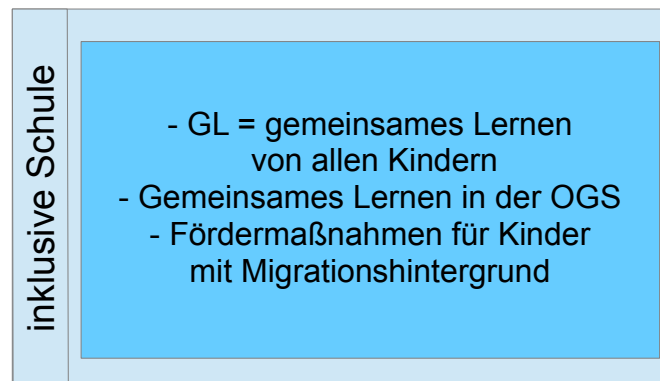 inklusive Schule
- GL = gemeinsames Lernen
von allen Kindern
- Gemeinsames Lernen in der OGS
- Fördermaßnahmen für Kinder
mit Migrationshintergrund